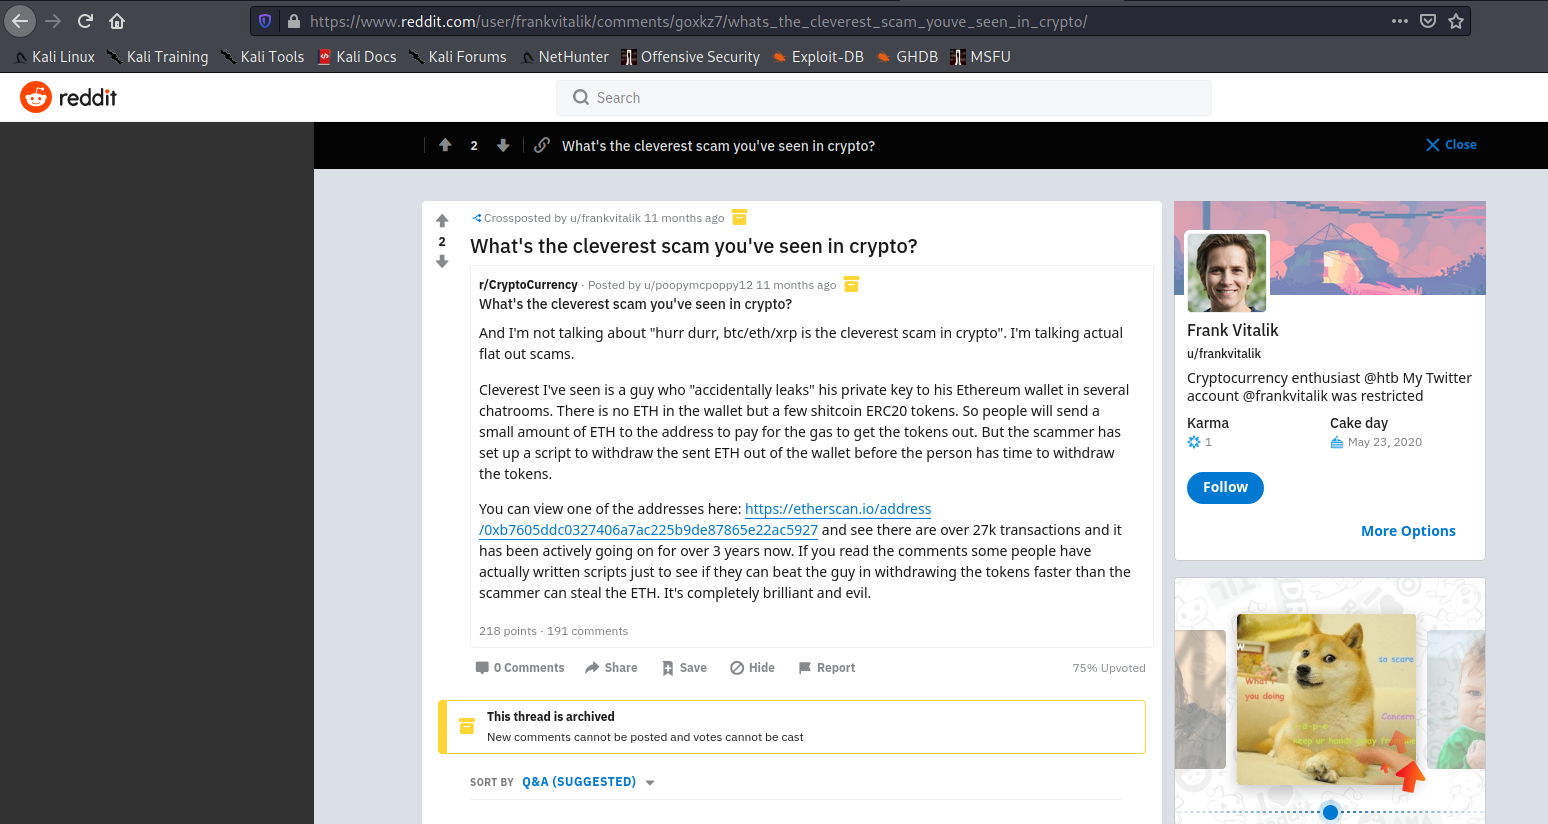 https://www.reddit.com/user/frankvitalik/comments/goxkz7/whats_the_cleverest_scam_youve_seen_in_crypto/
Kali Linux Kali Training Kali Tools Kali Docs Kali Forums NetHunter Offensive Security Exploit-DB GHDB MSFU
reddit
Search
2 What's the cleverest scam you've seen in crypto? Close
Crossposted by u/frankvitalik 11 months ago
2
What's the cleverest scam you've seen in crypto?
r/CryptoCurrency · Posted by u/poopymcpoppy12 11 months ago
What's the cleverest scam you've seen in crypto?
And I'm not talking about "hurr durr, btc/eth/xrp is the cleverest scam in crypto". I'm talking actual
flat out scams.
Cleverest I've seen is a guy who "accidentally leaks" his private key to his Ethereum wallet in several
chatrooms. There is no ETH in the wallet but a few shitcoin ERC20 tokens. So people will send a
small amount of ETH to the address to pay for the gas to get the tokens out. But the scammer has
set up a script to withdraw the sent ETH out of the wallet before the person has time to withdraw
the tokens.
You can view one of the addresses here: https://etherscan.io/address
/0xb7605ddc0327406a7ac225b9de87865e22ac5927 and see there are over 27k transactions and it
has been actively going on for over 3 years now. If you read the comments some people have
actually written scripts just to see if they can beat the guy in withdrawing the tokens faster than the
scammer can steal the ETH. It's completely brilliant and evil.
218 points · 191 comments
0 Comments Share Save Hide Report 75% Upvoted
This thread is archived
New comments cannot be posted and votes cannot be cast
SORT BY Q&A (SUGGESTED)
Frank Vitalik
u/frankvitalik
Cryptocurrency enthusiast @htb My Twitter
account @frankvitalik was restricted
Karma Cake day
1 May 23, 2020
Follow
More Options
W
so scare
What r
you doing
Concern
keep ur hands away from me